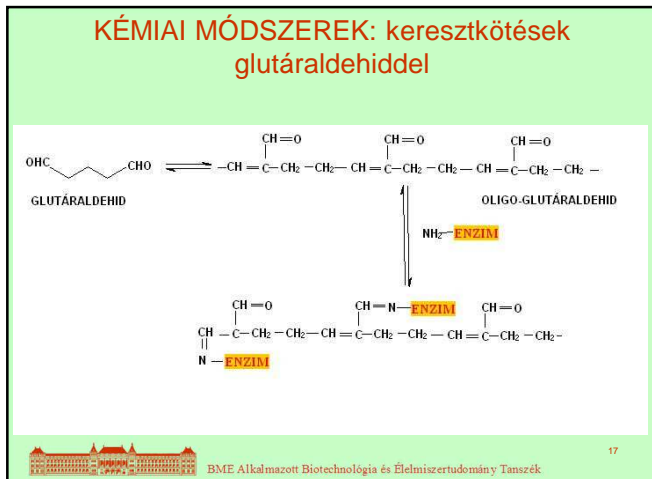 KÉMIAI MÓDSZEREK: keresztkötések
glutáraldehiddel
CH=O CH=O CH=O
OHC CHO - CH=C-CH₂-CH₂-CH=C-CH₂-CH₂-CH=C-CH₂-CH₂ -
GLUTÁRALDEHID OLIGO-GLUTÁRALDEHID
NH₂-ENZIM
CH=O CH=N-ENZIM CH=O
CH -C-CH₂-CH₂-CH=C-CH₂-CH₂-CH=C-CH₂-CH₂-
N -ENZIM
BME Alkalmazott Biotechnológia és Élelmiszertudomány Tanszék
17